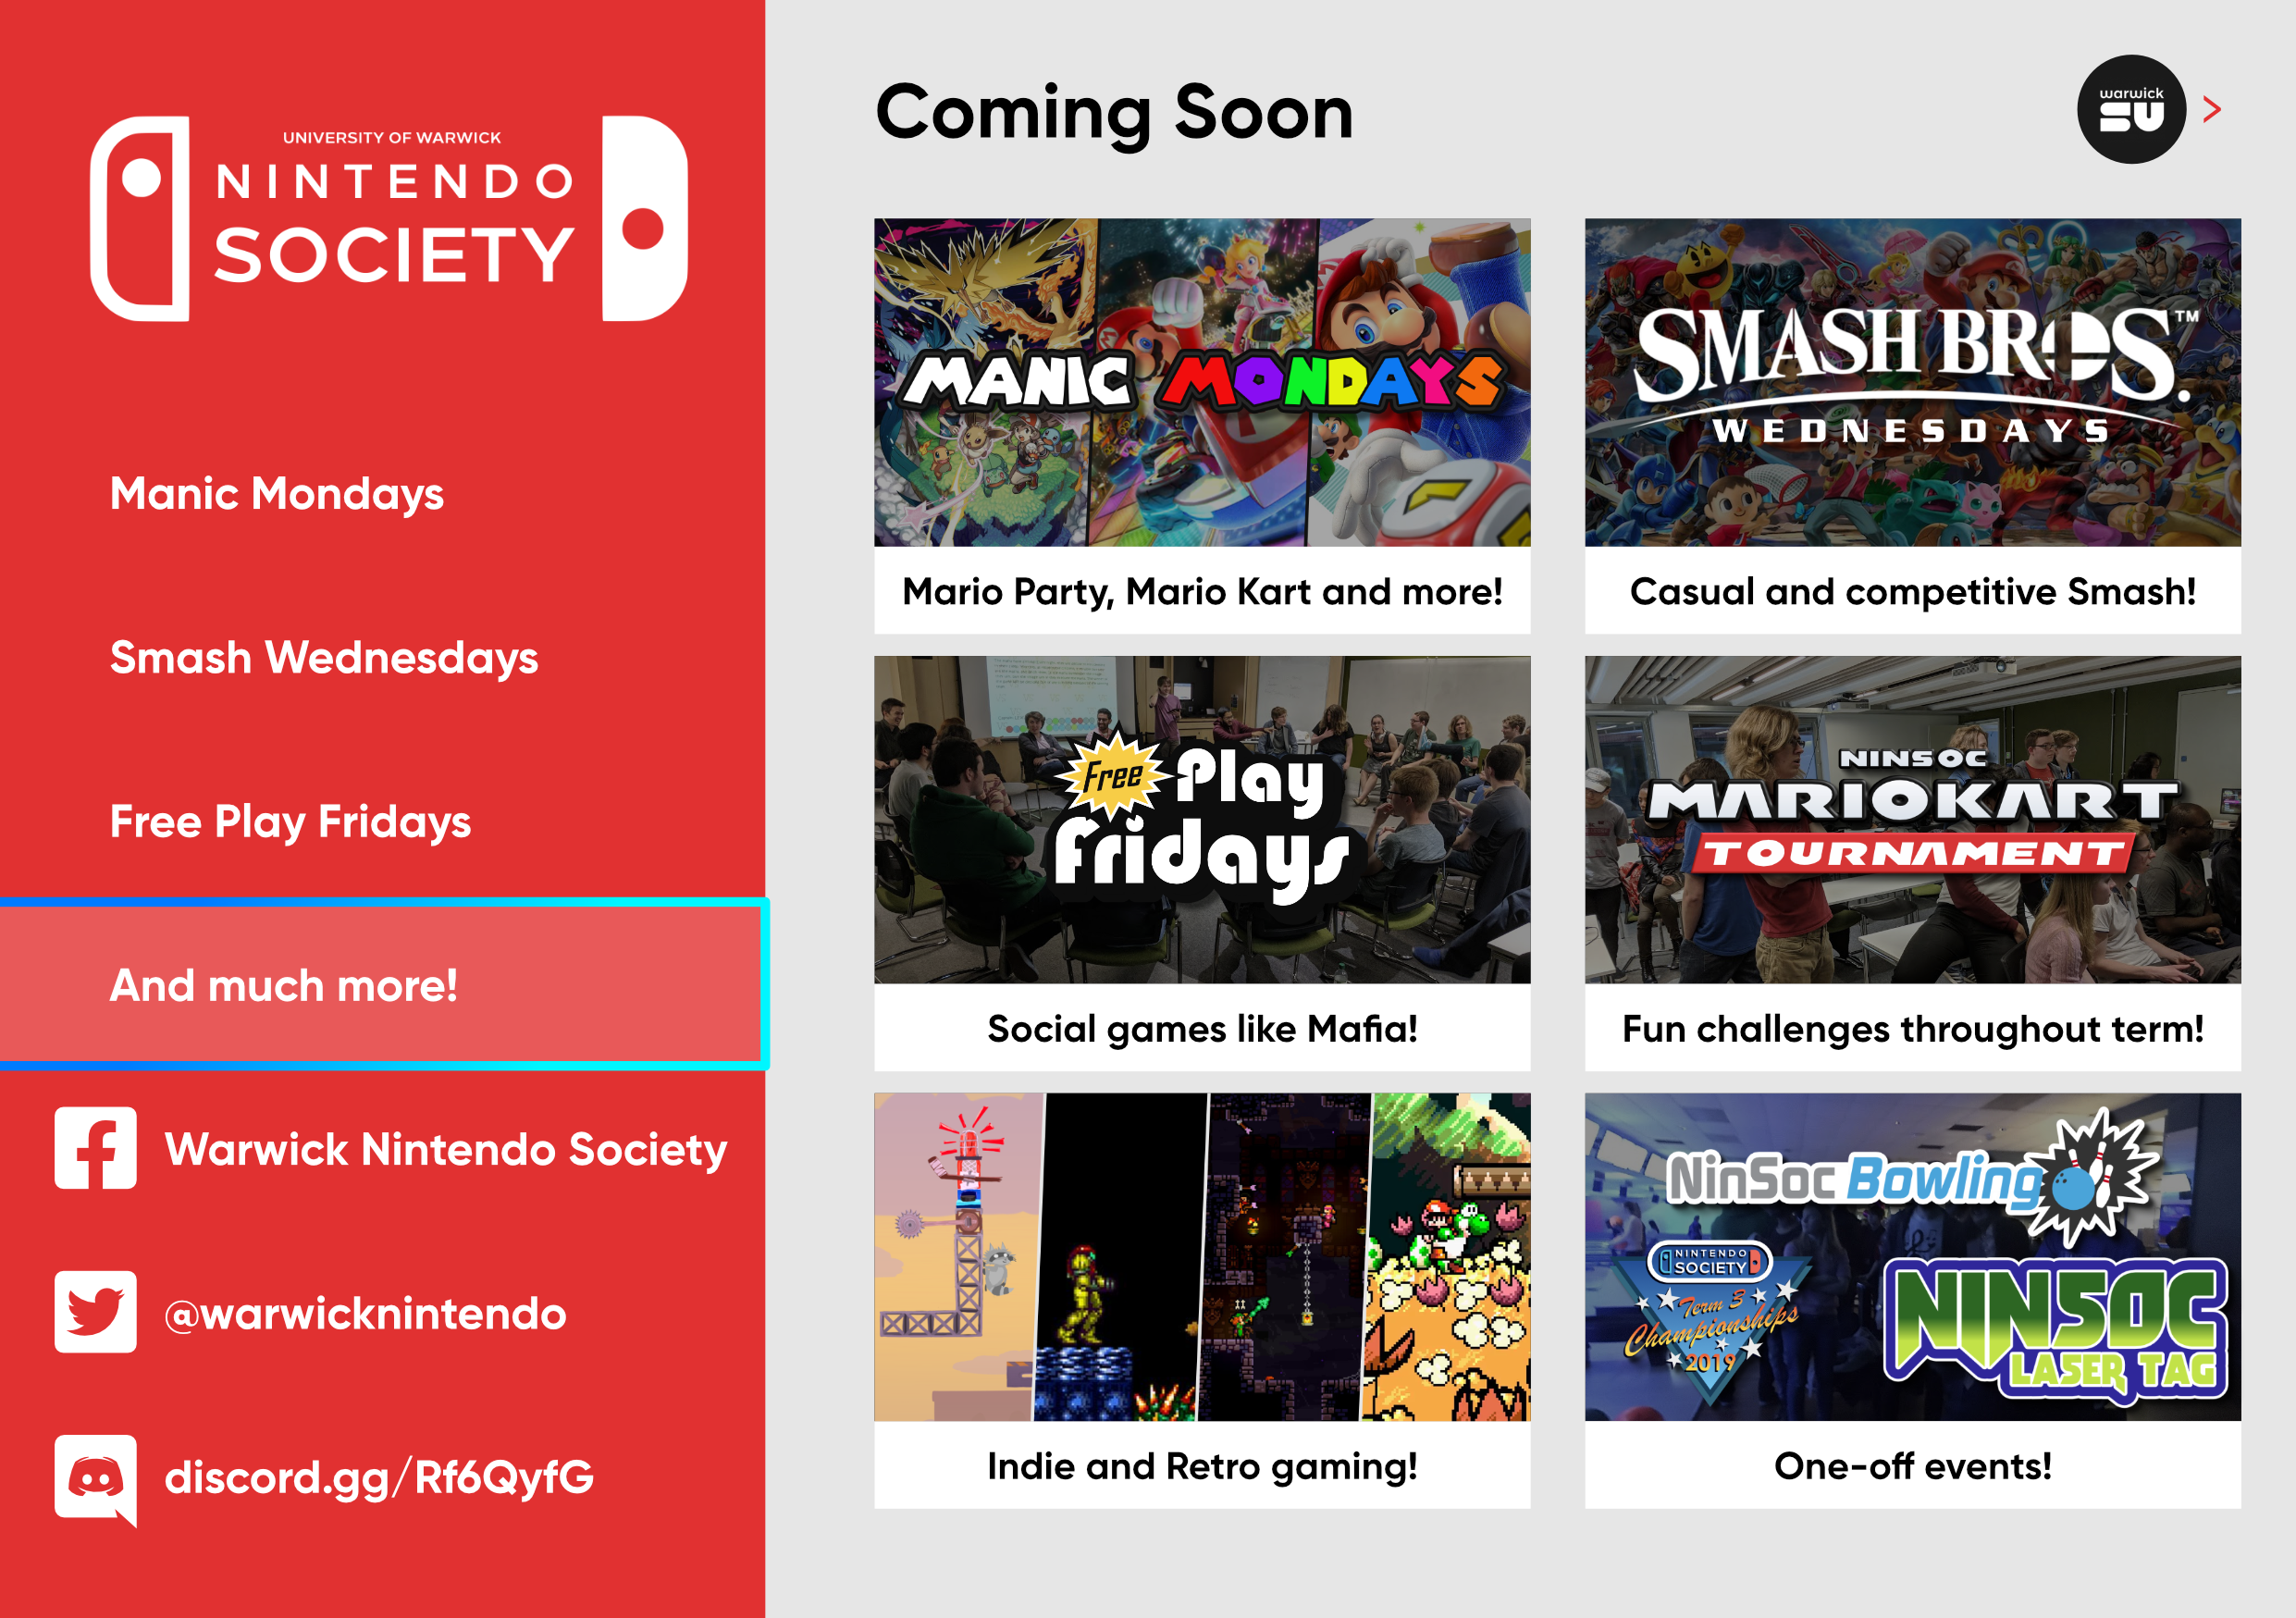 UNIVERSITY OF WARWICK
NINTENDO
SOCIETY
Manic Mondays
Smash Wednesdays
Free Play Fridays
And much more!
Warwick Nintendo Society
@warwicknintendo
discord.gg/Rf6QyfG
Coming Soon
warwick
SU
>
MANIC MONDAYS
Mario Party, Mario Kart and more!
SMASH BROS.™
WEDNESDAYS
Casual and competitive Smash!
Free Play
Fridays
Social games like Mafia!
NINSOC
MARIOKART
TOURNAMENT
Fun challenges throughout term!
Indie and Retro gaming!
NinSoc Bowling
NINTENDO
SOCIETY
Term 3
Championships
2019
NINSOC
LASER TAG
One-off events!